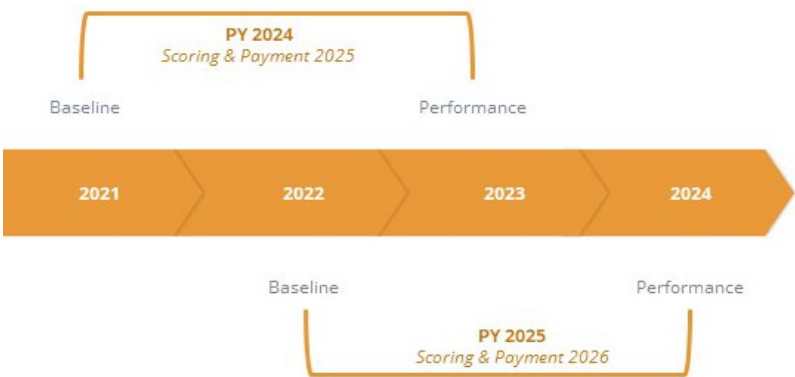 PY 2024
Scoring & Payment 2025
Baseline Performance
2021 2022 2023 2024
Baseline Performance
PY 2025
Scoring & Payment 2026